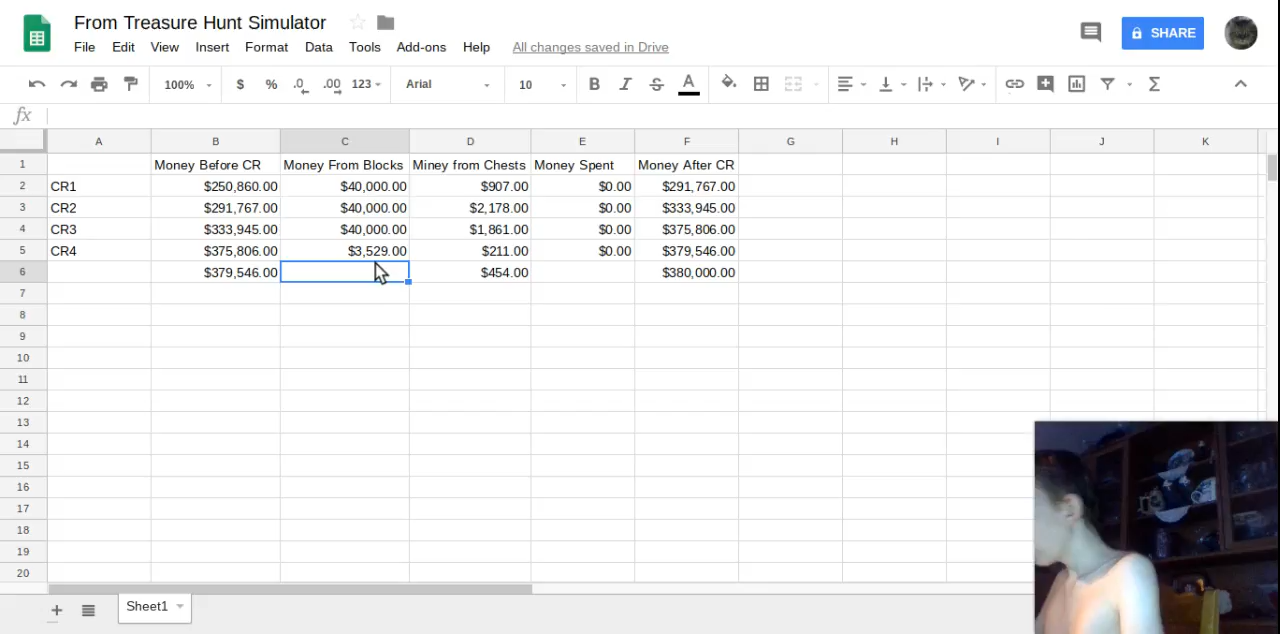 From Treasure Hunt Simulator
File Edit View Insert Format Data Tools Add-ons Help All changes saved in Drive
SHARE
100% $ % .0 .00 123 Arial 10 B I S A Σ
fx
A B C D E F G H I J K
1 Money Before CR Money From Blocks Miney from Chests Money Spent Money After CR
2 CR1 $250,860.00 $40,000.00 $907.00 $0.00 $291,767.00
3 CR2 $291,767.00 $40,000.00 $2,178.00 $0.00 $333,945.00
4 CR3 $333,945.00 $40,000.00 $1,861.00 $0.00 $375,806.00
5 CR4 $375,806.00 $3,529.00 $211.00 $0.00 $379,546.00
6 $379,546.00 $454.00 $380,000.00
7
8
9
10
11
12
13
14
15
16
17
18
19
20
+ Sheet1